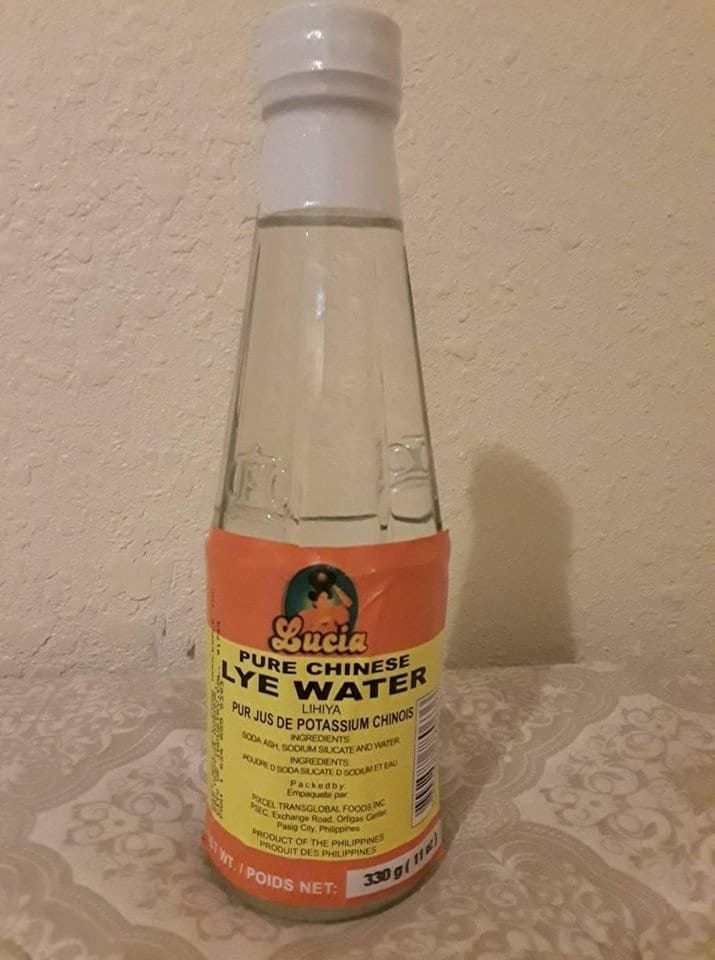 Lucia
PURE CHINESE
LYE WATER
LIHIYA
PUR JUS DE POTASSIUM CHINOIS
INGREDIENTS
SODA ASH, SODIUM SILICATE AND WATER
INGREDIENTS:
POUDRE D SODA SILICATE D SODIUM ET EAU
Packed by
Empaquete par:
PIXCEL TRANSGLOBAL FOODS INC
PSEC, Exchange Road, Ortigas Center,
Pasig City, Philippines
PRODUCT OF THE PHILIPPINES
PRODUIT DES PHILIPPINES
WT. / POIDS NET: 330 g ( 11 oz )